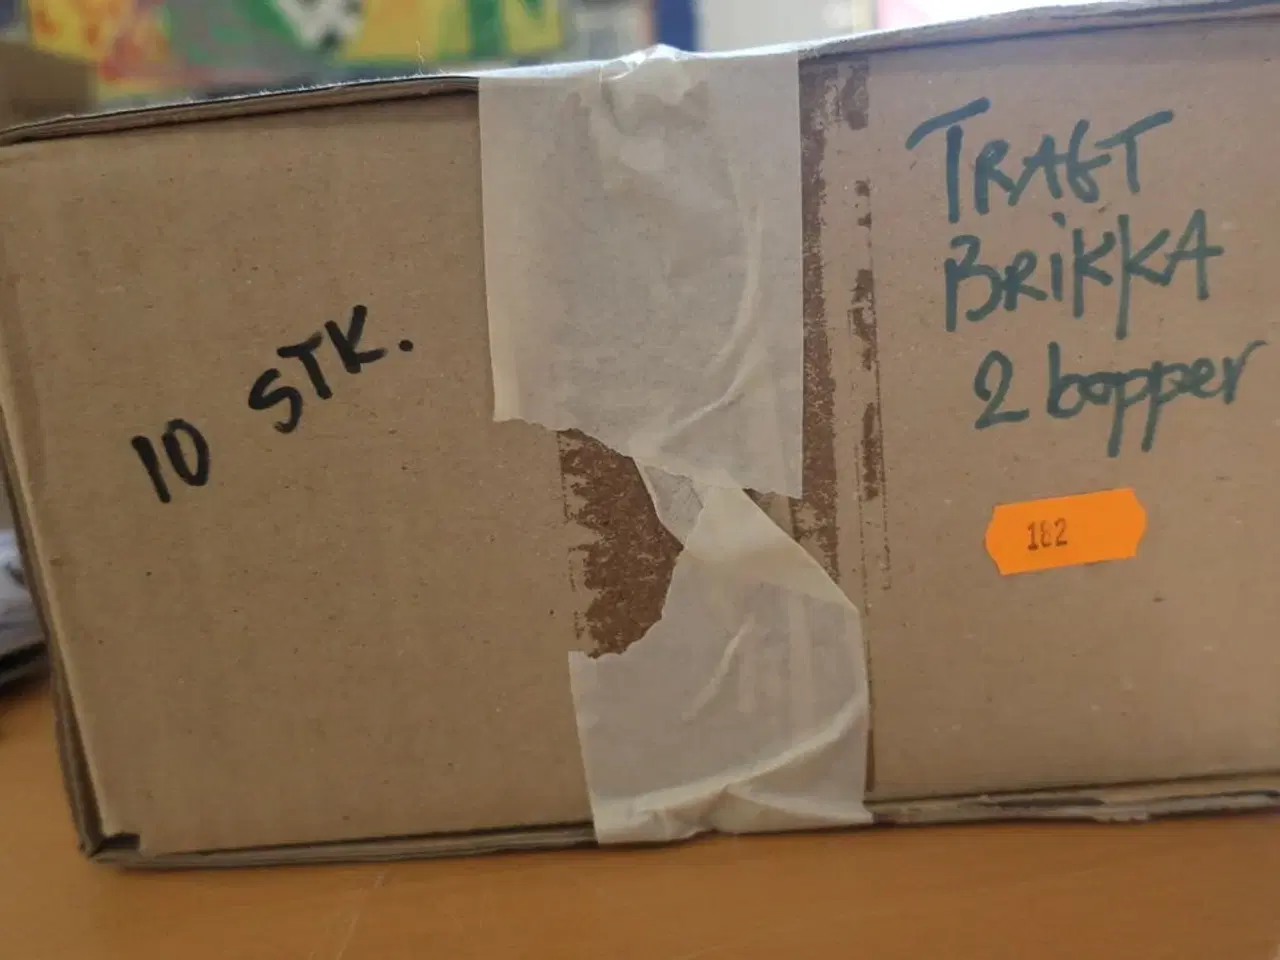 10 STK.
TRAGT
BRIKKA
2 bopper
182